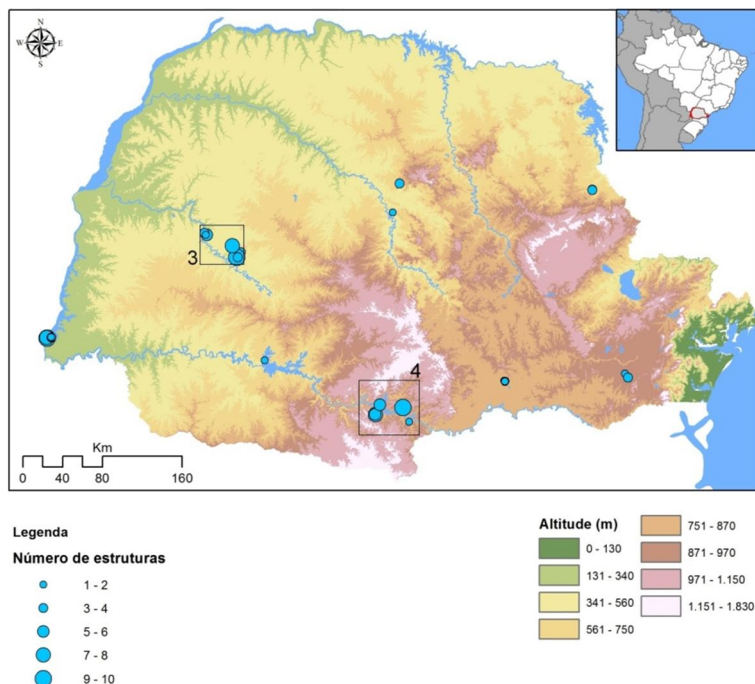 N
W E
S
3
4
Km
0 20 40 80 160
Legenda
Número de estruturas
1 - 2
3 - 4
5 - 6
7 - 8
9 - 10
Altitude (m)
0 - 130
131 - 340
341 - 560
561 - 750
751 - 870
871 - 970
971 - 1.150
1.151 - 1.830